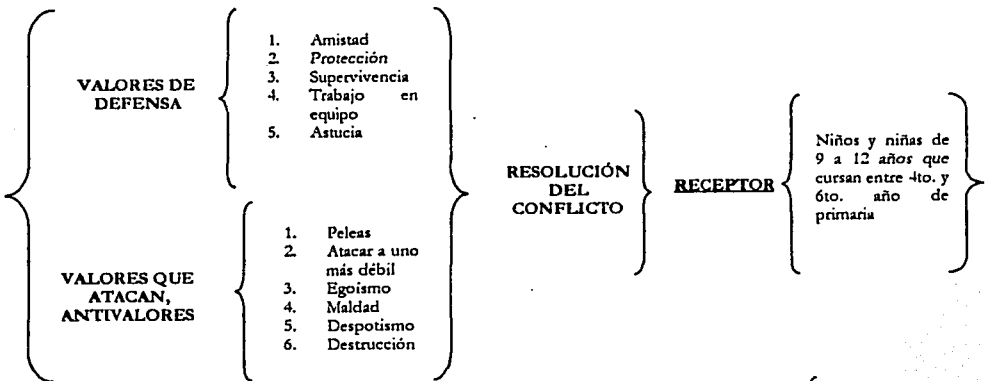 VALORES DE
DEFENSA
1. Amistad
2. Protección
3. Supervivencia
4. Trabajo en
equipo
5. Astucia
VALORES QUE
ATACAN,
ANTIVALORES
1. Peleas
2. Atacar a uno
más débil
3. Egoísmo
4. Maldad
5. Despotismo
6. Destrucción
RESOLUCIÓN
DEL
CONFLICTO
RECEPTOR
Niños y niñas de
9 a 12 años que
cursan entre 4to. y
6to. año de
primaria